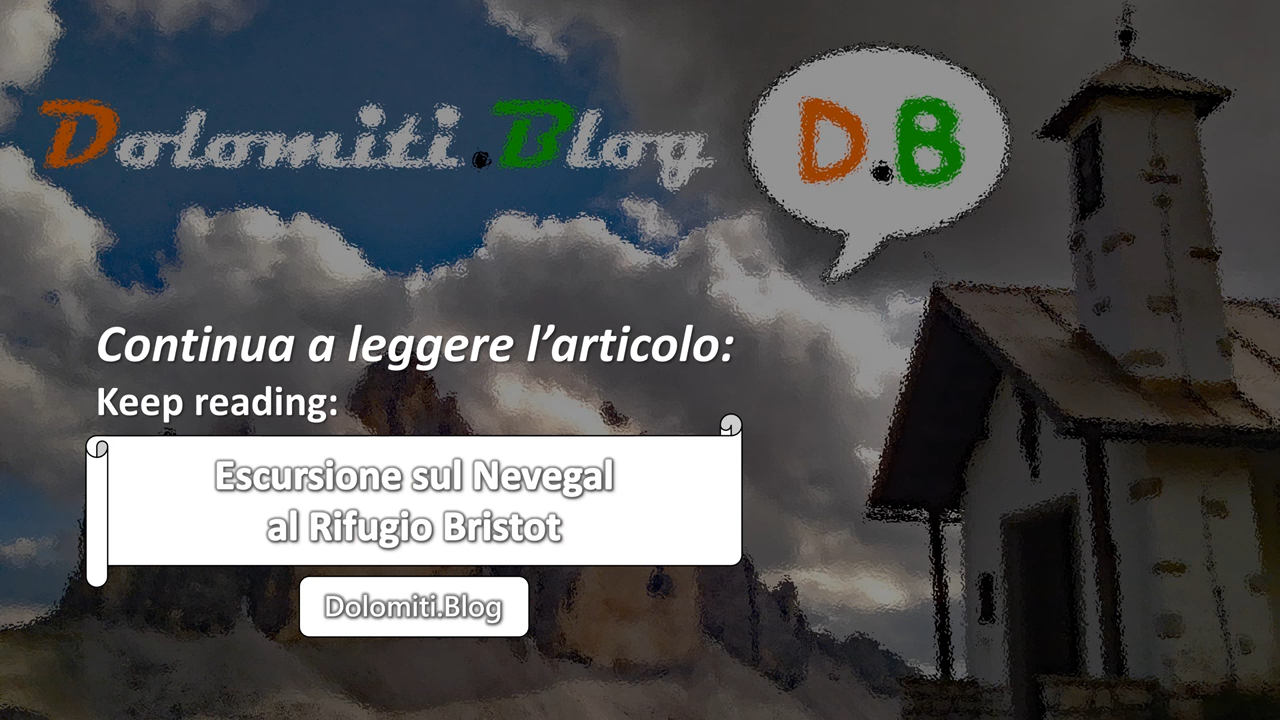 Dolomiti.Blog
D.B
Continua a leggere l’articolo:
Keep reading:
Escursione sul Nevegal
al Rifugio Bristot
Dolomiti.Blog